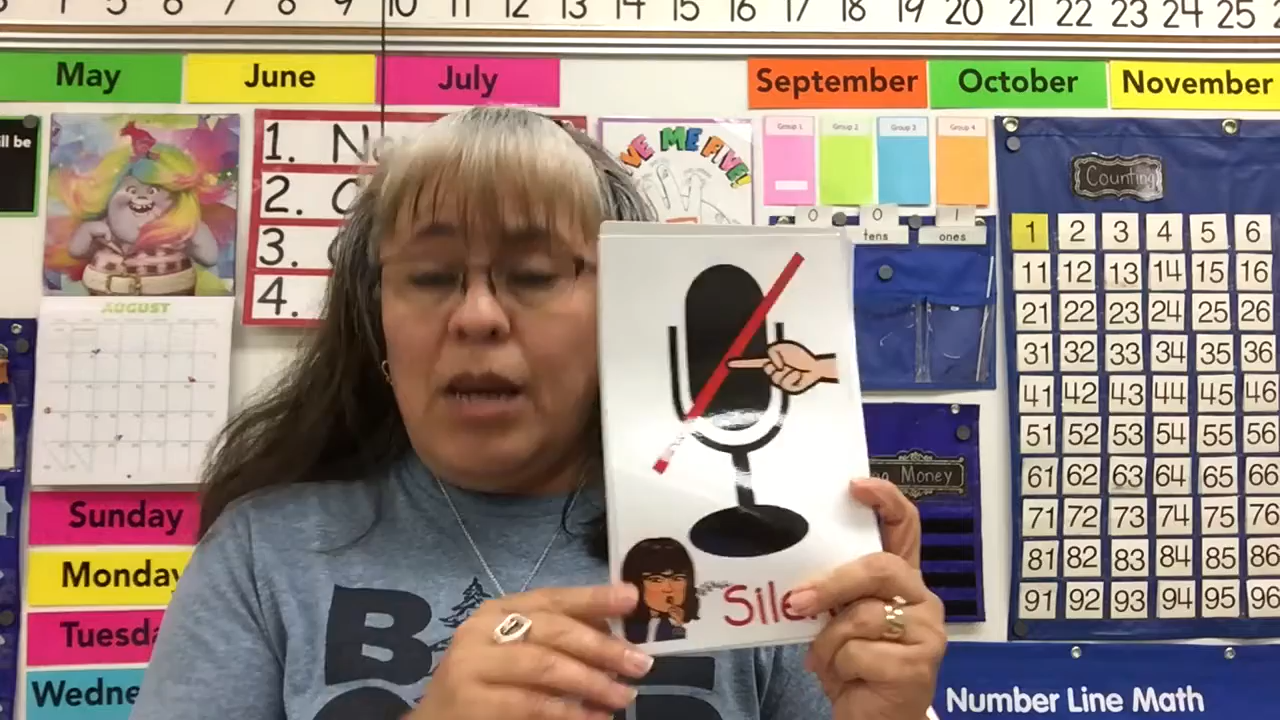 5 6 7 8 9 10 11 12 13 14 15 16 17 18 19 20 21 22 23 24 25
May June July September October November
Group 1 Group 2 Group 3 Group 4
ll be
1. No
2.
3.
4.
ME FIVE!
Counting
0 0 1
tens ones
1 2 3 4 5 6
11 12 13 14 15 16
21 22 23 24 25 26
31 32 33 34 35 36
41 42 43 44 45 46
51 52 53 54 55 56
61 62 63 64 65 66
71 72 73 74 75 76
81 82 83 84 85 86
91 92 93 94 95 96
AUGUST
Money
Sunday
Monday
Tuesda
Wedne
Sile
B
Number Line Math